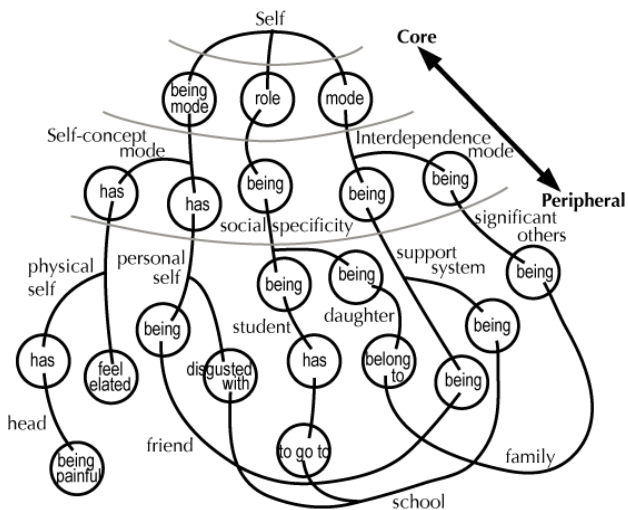 Self
Core
being
mode
role
mode
Self-concept
mode
Interdependence
mode
has
has
being
being
being
Peripheral
social specificity
significant
others
physical
self
personal
self
support
system
being
being
being
being
daughter
student
being
has
feel
elated
disgusted
with
has
belong
to
being
head
friend
to go to
family
being
painful
school